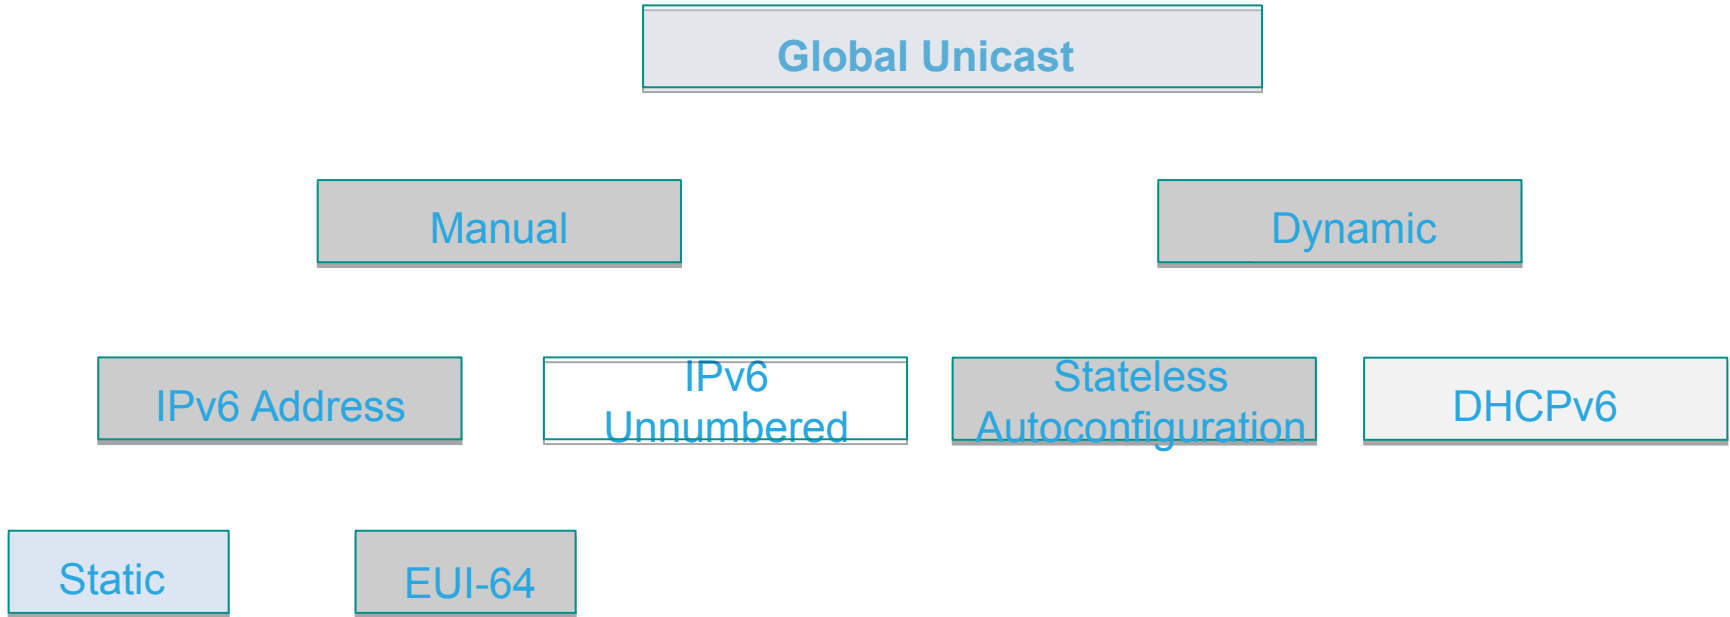 Global Unicast
Manual
Dynamic
IPv6 Address
IPv6
Unnumbered
Stateless
Autoconfiguration
DHCPv6
Static
EUI-64